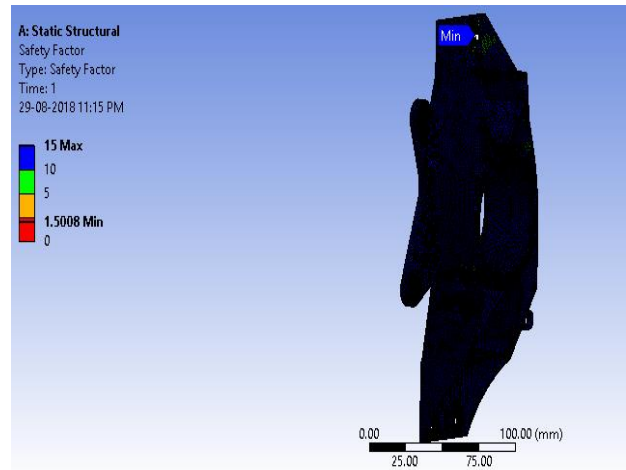 A: Static Structural
Safety Factor
Type: Safety Factor
Time: 1
29-08-2018 11:15 PM
15 Max
10
5
1.5008 Min
0
Min
0.00 100.00 (mm)
25.00 75.00